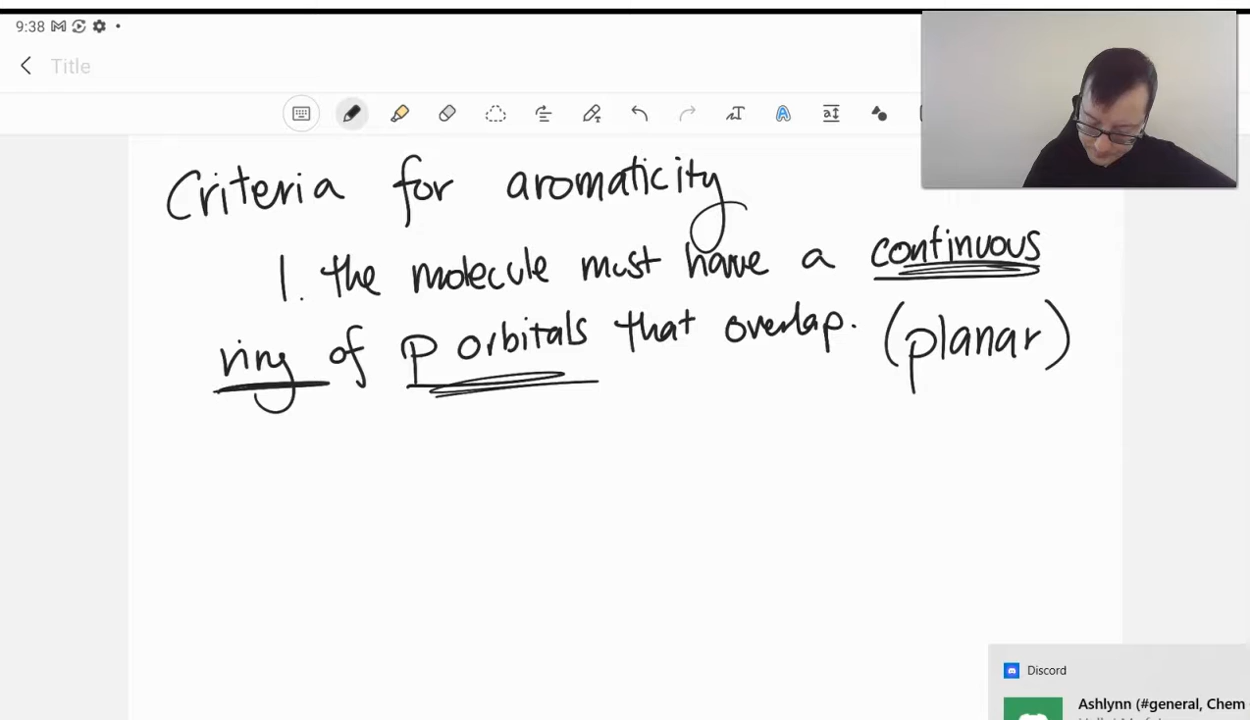 9:38
Title
Criteria for aromaticity
1. the molecule must have a continuous
ring of p orbitals that overlap. (planar)
Discord
Ashlynn (#general, Chem